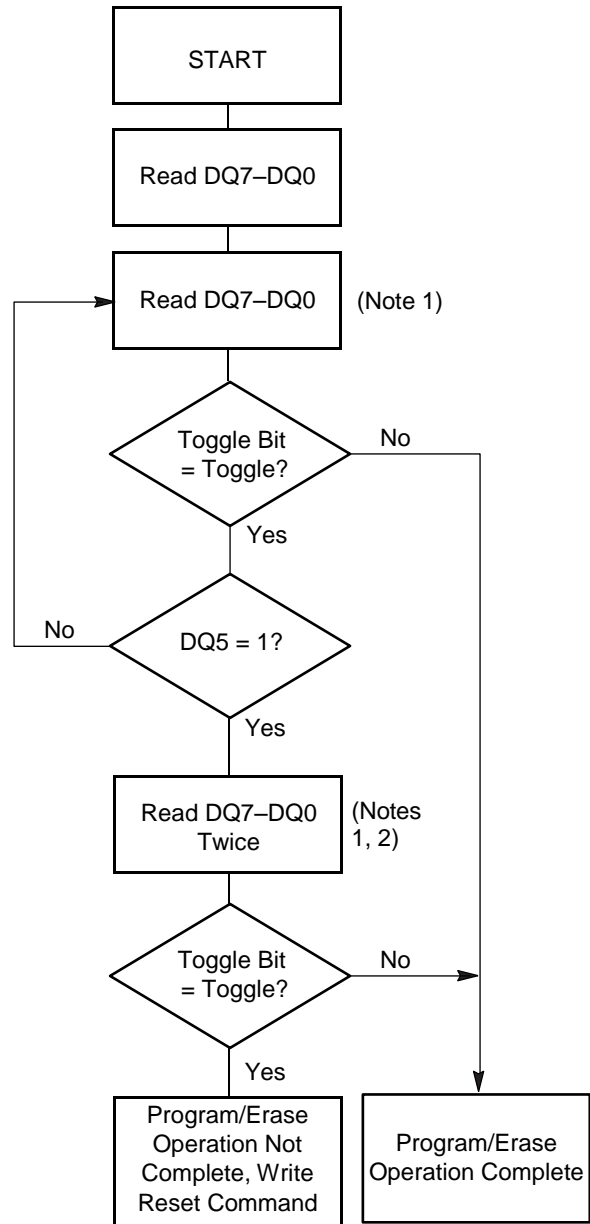 START
Read DQ7–DQ0
Read DQ7–DQ0
(Note 1)
Toggle Bit
= Toggle?
No
Yes
No
DQ5 = 1?
Yes
Read DQ7–DQ0
Twice
(Notes
1, 2)
Toggle Bit
= Toggle?
No
Yes
Program/Erase
Operation Not
Complete, Write
Reset Command
Program/Erase
Operation Complete